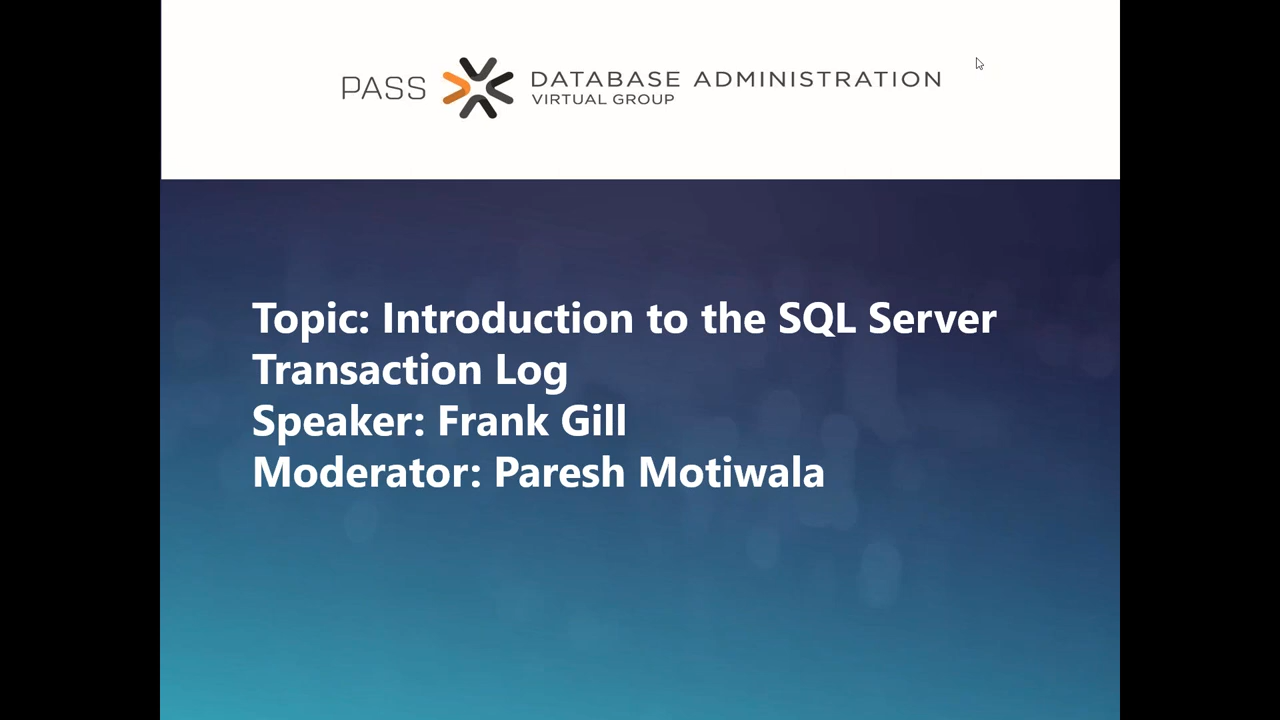 PASS DATABASE ADMINISTRATION
VIRTUAL GROUP
Topic: Introduction to the SQL Server
Transaction Log
Speaker: Frank Gill
Moderator: Paresh Motiwala